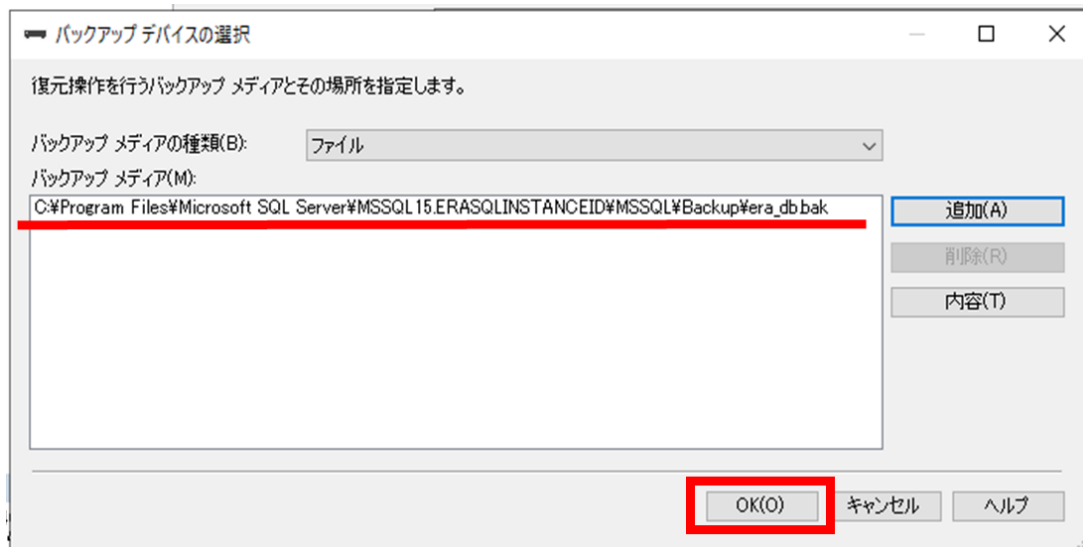 バックアップ デバイスの選択
復元操作を行うバックアップ メディアとその場所を指定します。
バックアップ メディアの種類(B):
ファイル
バックアップ メディア(M):
C:¥Program Files¥Microsoft SQL Server¥MSSQL15.ERASQLINSTANCEID¥MSSQL¥Backup¥era_db.bak
追加(A)
削除(R)
内容(T)
OK(O)
キャンセル
ヘルプ